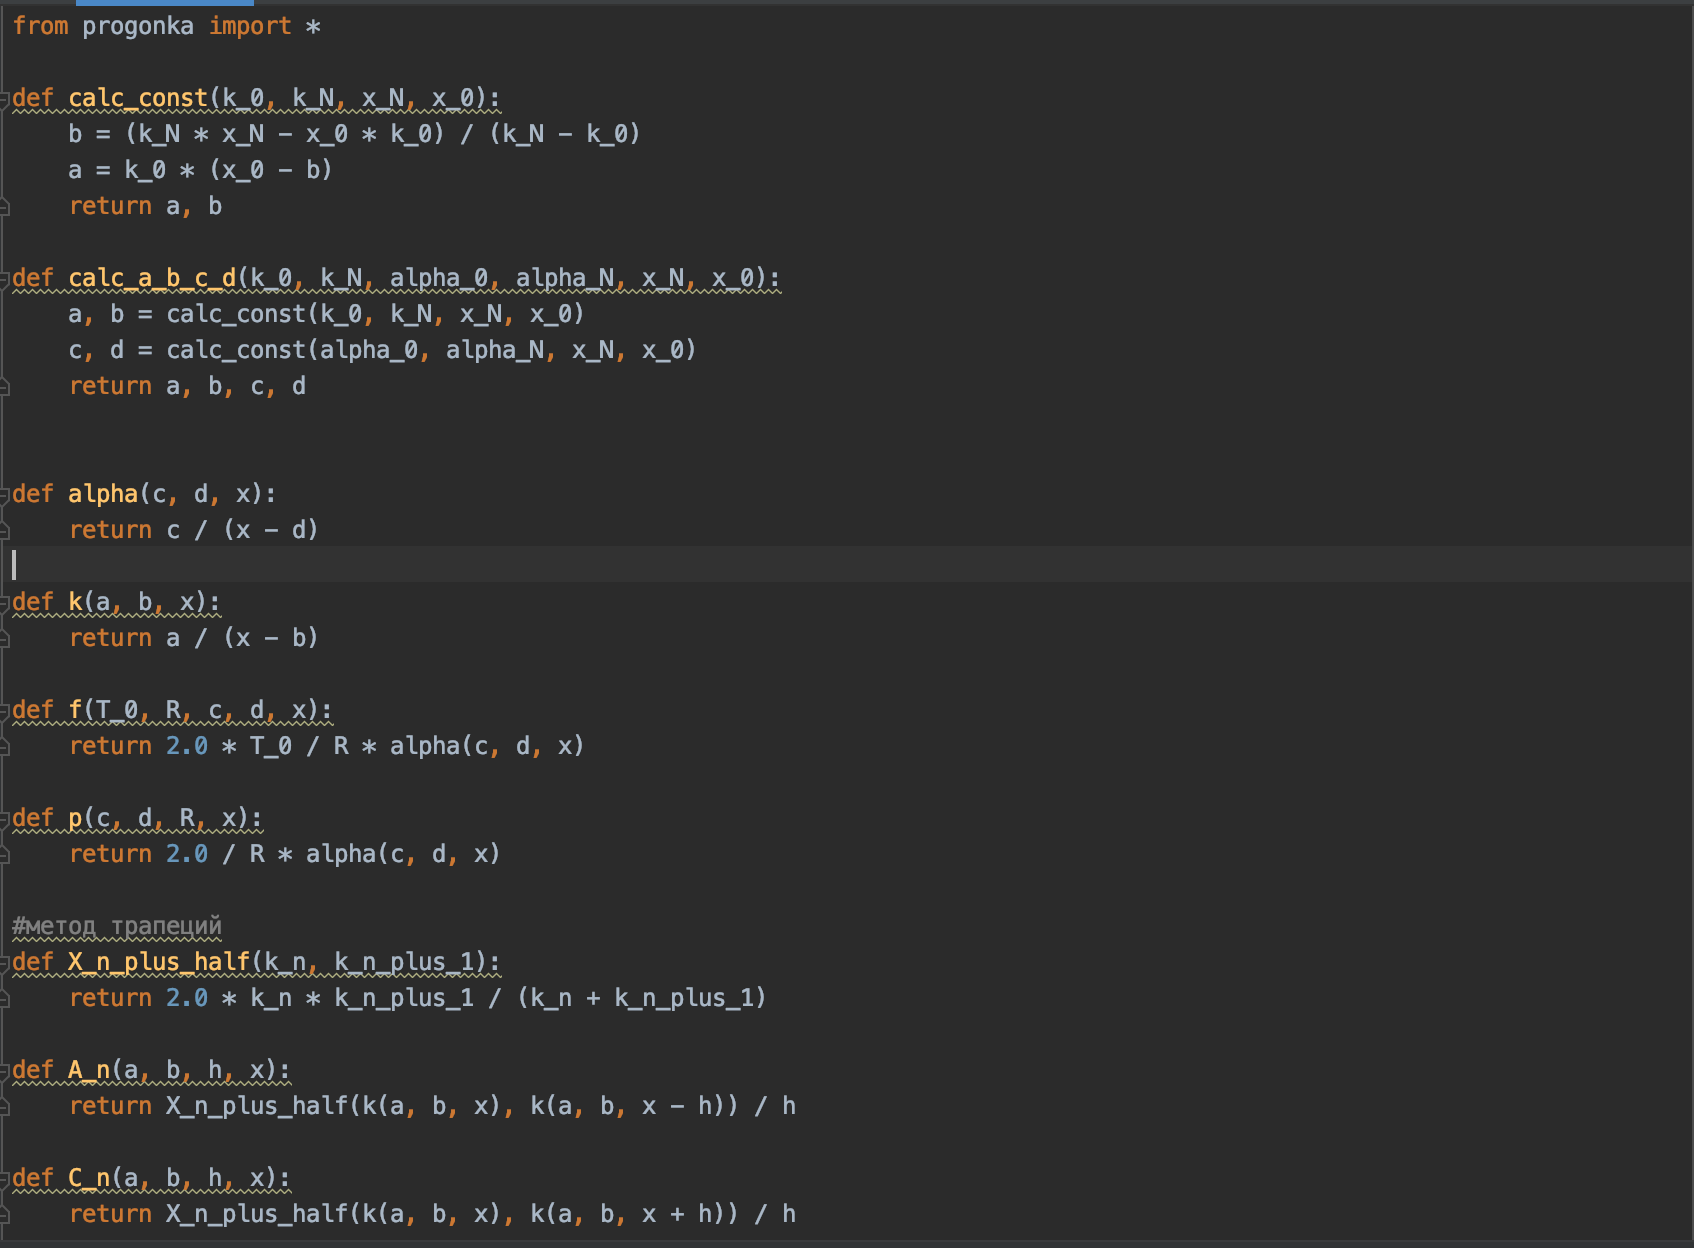 from progonka import *
def calc_const(k_0, k_N, x_N, x_0):
    b = (k_N * x_N - x_0 * k_0) / (k_N - k_0)
    a = k_0 * (x_0 - b)
    return a, b
def calc_a_b_c_d(k_0, k_N, alpha_0, alpha_N, x_N, x_0):
    a, b = calc_const(k_0, k_N, x_N, x_0)
    c, d = calc_const(alpha_0, alpha_N, x_N, x_0)
    return a, b, c, d
def alpha(c, d, x):
    return c / (x - d)
def k(a, b, x):
    return a / (x - b)
def f(T_0, R, c, d, x):
    return 2.0 * T_0 / R * alpha(c, d, x)
def p(c, d, R, x):
    return 2.0 / R * alpha(c, d, x)
#метод трапеций
def X_n_plus_half(k_n, k_n_plus_1):
    return 2.0 * k_n * k_n_plus_1 / (k_n + k_n_plus_1)
def A_n(a, b, h, x):
    return X_n_plus_half(k(a, b, x), k(a, b, x - h)) / h
def C_n(a, b, h, x):
    return X_n_plus_half(k(a, b, x), k(a, b, x + h)) / h